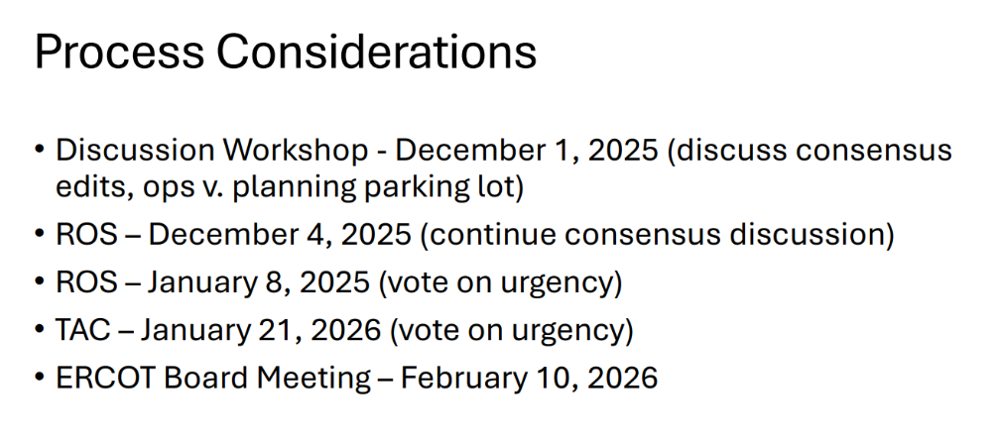 Process Considerations
• Discussion Workshop - December 1, 2025 (discuss consensus
edits, ops v. planning parking lot)
• ROS – December 4, 2025 (continue consensus discussion)
• ROS – January 8, 2025 (vote on urgency)
• TAC – January 21, 2026 (vote on urgency)
• ERCOT Board Meeting – February 10, 2026